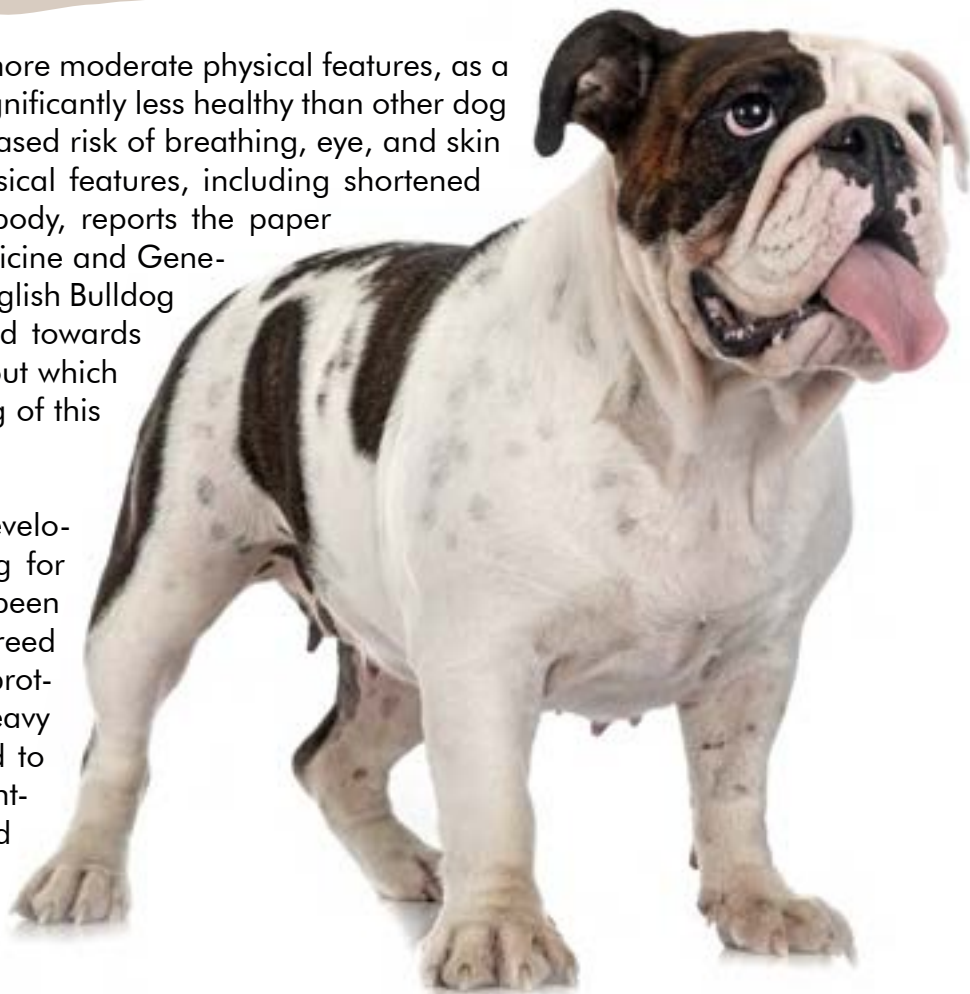 more moderate physical features, as a
gnificantly less healthy than other dog
ased risk of breathing, eye, and skin
sical features, including shortened
body, reports the paper
icine and Gene-
glish Bulldog
d towards
out which
g of this
evelo-
g for
been
reed
prot-
eavy
d to
nt-
d